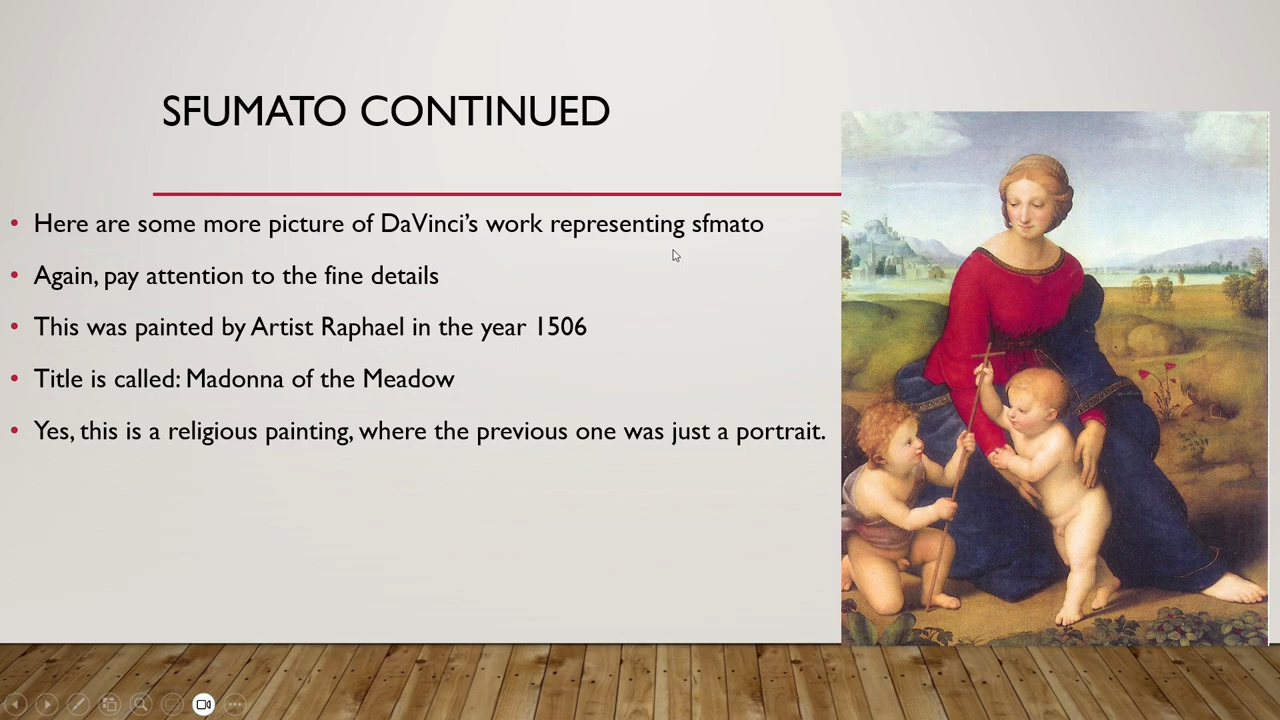 SFUMATO CONTINUED
• Here are some more picture of DaVinci's work representing sfmato
• Again, pay attention to the fine details
• This was painted by Artist Raphael in the year 1506
• Title is called: Madonna of the Meadow
• Yes, this is a religious painting, where the previous one was just a portrait.